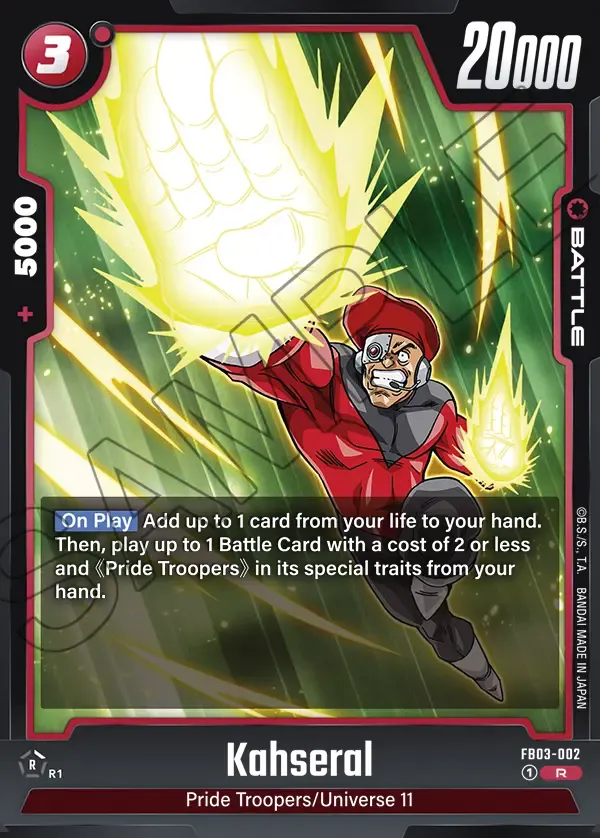 3
20000
+ 5000
BATTLE
SAMPLE
On Play Add up to 1 card from your life to your hand.
Then, play up to 1 Battle Card with a cost of 2 or less
and 《Pride Troopers》 in its special traits from your
hand.
©B.S./S., T.A. BANDAI MADE IN JAPAN
Kahseral
FB03-002
R
R1
1 R
Pride Troopers/Universe 11